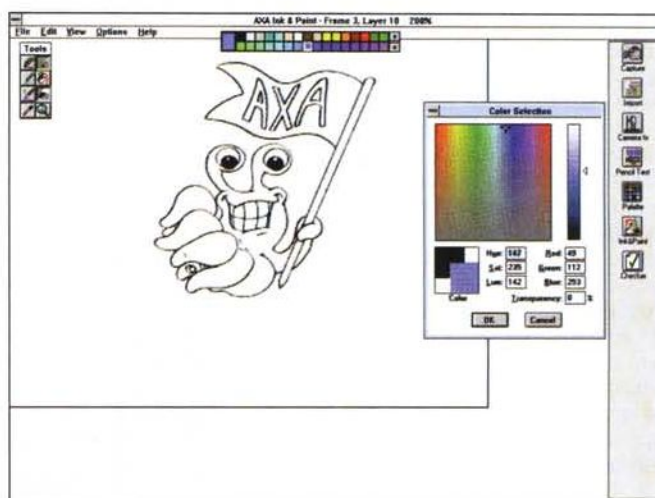 AXA Ink & Paint - Frame 3, Layer 10 200%
File Edit View Options Help
Tools
AXA
Color Selection
Hue: 162 Red: 49
Sat: 235 Green: 112
Lum: 142 Blue: 253
Color
Transparency: 0 %
OK Cancel
Capture
Import
Camera fx
Pencil Test
Palette
Ink&Paint
Checker